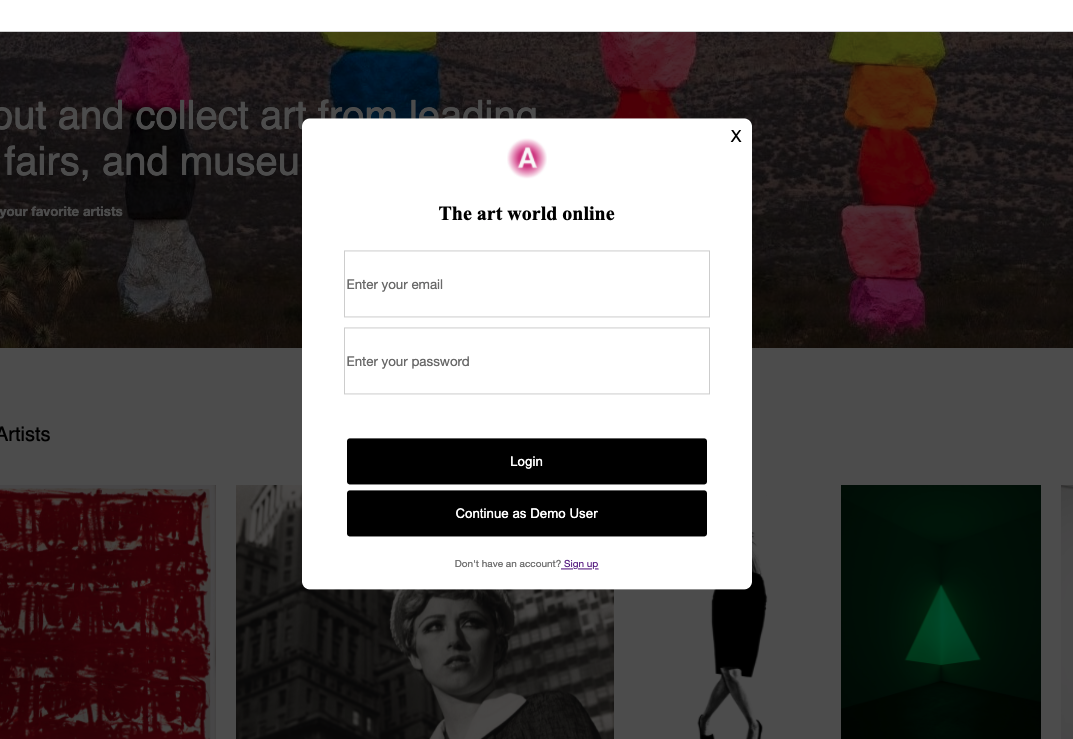 out and collect art from leading
fairs, and museu
your favorite artists
X
A
The art world online
Enter your email
Enter your password
Login
Continue as Demo User
Don't have an account? Sign up
Artists